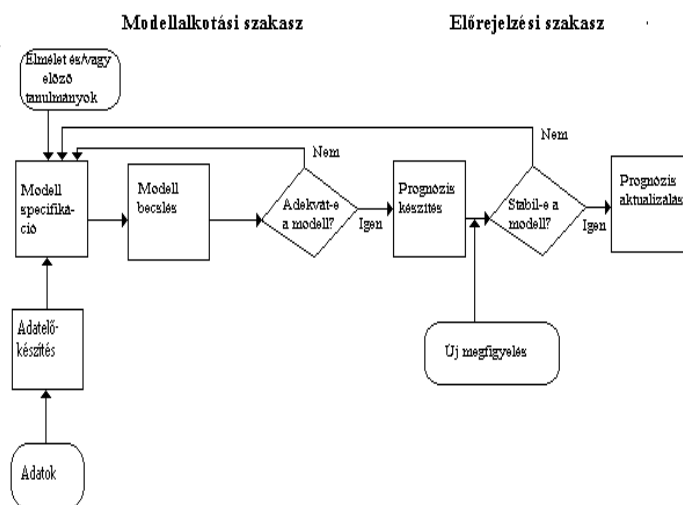 Modellalkotási szakasz
Előrejelzési szakasz
Elmélet és/vagy
előző
tanulmányok
Nem
Nem
Modell
specifiká-
ció
Modell
becslés
Adekvát-e
a modell?
Igen
Prognózis
készítés
Stabil-e a
modell?
Igen
Prognózis
aktualizálás
Adatelő-
készítés
Új megfigyelés
Adatok